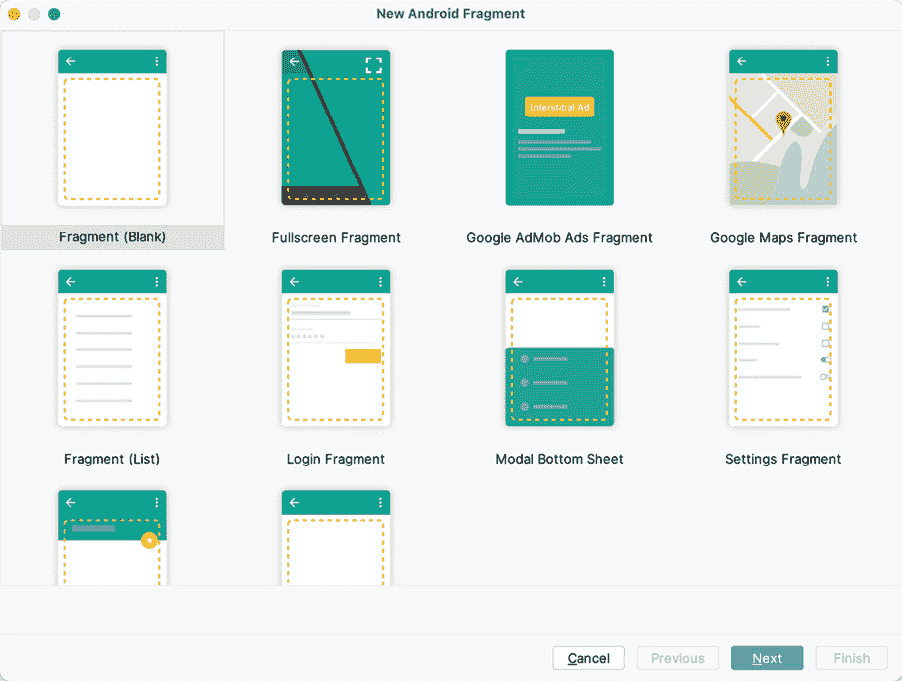 New Android Fragment
Interstitial Ad
Fragment (Blank)
Fullscreen Fragment
Google AdMob Ads Fragment
Google Maps Fragment
Fragment (List)
Login Fragment
Modal Bottom Sheet
Settings Fragment
Cancel
Previous
Next
Finish